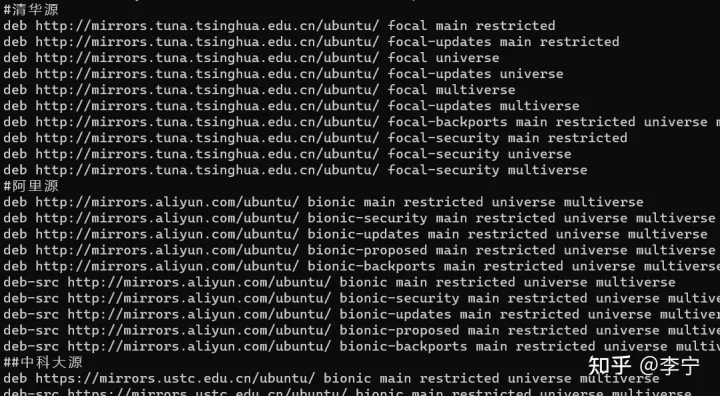 #清华源
deb http://mirrors.tuna.tsinghua.edu.cn/ubuntu/ focal main restricted
deb http://mirrors.tuna.tsinghua.edu.cn/ubuntu/ focal-updates main restricted
deb http://mirrors.tuna.tsinghua.edu.cn/ubuntu/ focal universe
deb http://mirrors.tuna.tsinghua.edu.cn/ubuntu/ focal-updates universe
deb http://mirrors.tuna.tsinghua.edu.cn/ubuntu/ focal multiverse
deb http://mirrors.tuna.tsinghua.edu.cn/ubuntu/ focal-updates multiverse
deb http://mirrors.tuna.tsinghua.edu.cn/ubuntu/ focal-backports main restricted universe m
deb http://mirrors.tuna.tsinghua.edu.cn/ubuntu/ focal-security main restricted
deb http://mirrors.tuna.tsinghua.edu.cn/ubuntu/ focal-security universe
deb http://mirrors.tuna.tsinghua.edu.cn/ubuntu/ focal-security multiverse
#阿里源
deb http://mirrors.aliyun.com/ubuntu/ bionic main restricted universe multiverse
deb http://mirrors.aliyun.com/ubuntu/ bionic-security main restricted universe multiverse
deb http://mirrors.aliyun.com/ubuntu/ bionic-updates main restricted universe multiverse
deb http://mirrors.aliyun.com/ubuntu/ bionic-proposed main restricted universe multiverse
deb http://mirrors.aliyun.com/ubuntu/ bionic-backports main restricted universe multiverse
deb-src http://mirrors.aliyun.com/ubuntu/ bionic main restricted universe multiverse
deb-src http://mirrors.aliyun.com/ubuntu/ bionic-security main restricted universe multive
deb-src http://mirrors.aliyun.com/ubuntu/ bionic-updates main restricted universe multiver
deb-src http://mirrors.aliyun.com/ubuntu/ bionic-proposed main restricted universe multive
deb-src http://mirrors.aliyun.com/ubuntu/ bionic-backports main restricted universe multiv
##中科大源
deb https://mirrors.ustc.edu.cn/ubuntu/ bionic main restricted universe multiverse
deb-src https://mirrors.ustc.edu.cn/ubuntu/ bionic main restricted universe multiverse
知乎 @李宁